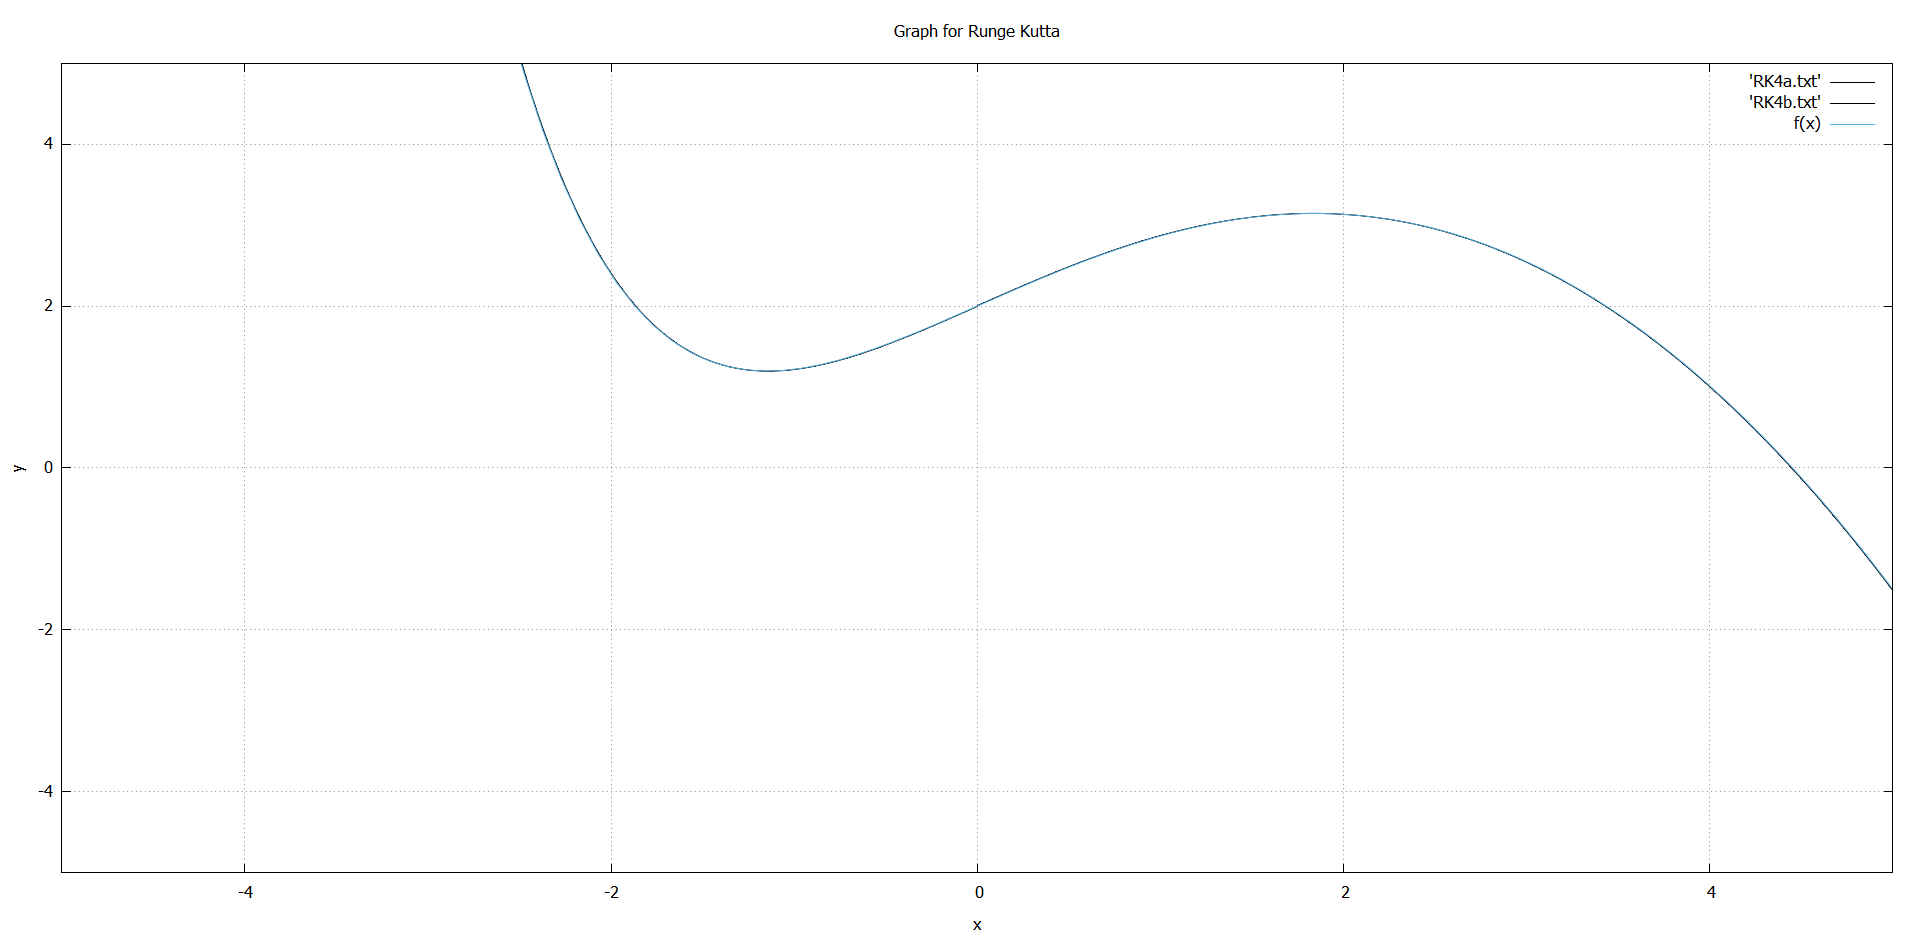 Graph for Runge Kutta
'RK4a.txt'
'RK4b.txt'
f(x)
4
2
0
-2
-4
y
-4 -2 0 2 4
x